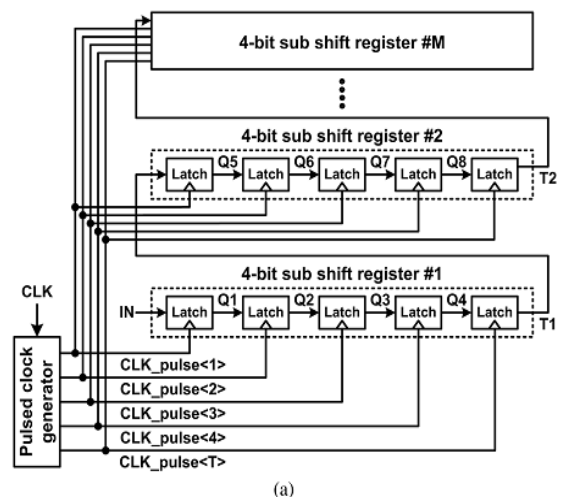 4-bit sub shift register #M
4-bit sub shift register #2
Latch Q5 Latch Q6 Latch Q7 Latch Q8 Latch
T2
4-bit sub shift register #1
CLK
IN Latch Q1 Latch Q2 Latch Q3 Latch Q4 Latch
T1
Pulsed clock
generator
CLK_pulse<1>
CLK_pulse<2>
CLK_pulse<3>
CLK_pulse<4>
CLK_pulse<T>
(a)